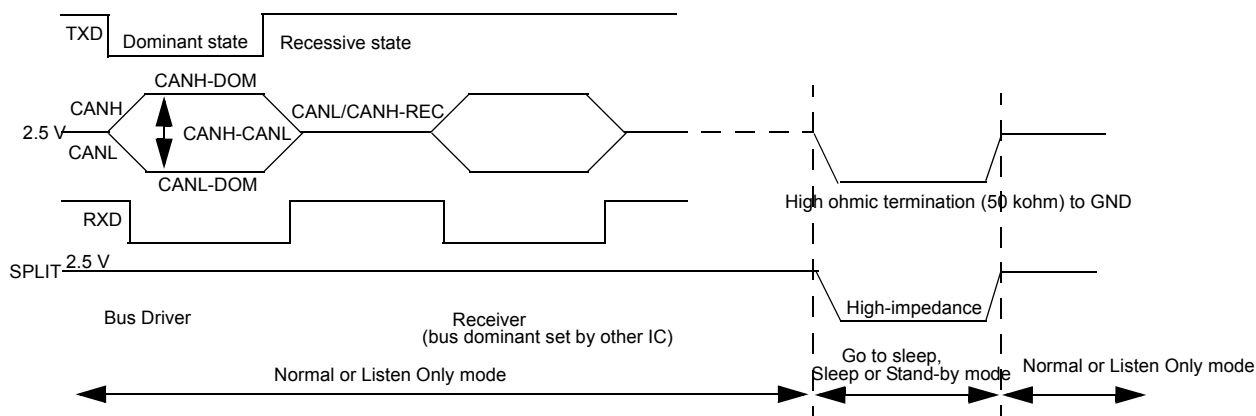 TXD
Dominant state
Recessive state
CANH-DOM
CANH
CANL/CANH-REC
2.5 V
CANH-CANL
CANL
CANL-DOM
High ohmic termination (50 kohm) to GND
RXD
SPLIT
2.5 V
High-impedance
Bus Driver
Receiver
(bus dominant set by other IC)
Go to sleep,
Sleep or Stand-by mode
Normal or Listen Only mode
Normal or Listen Only mode